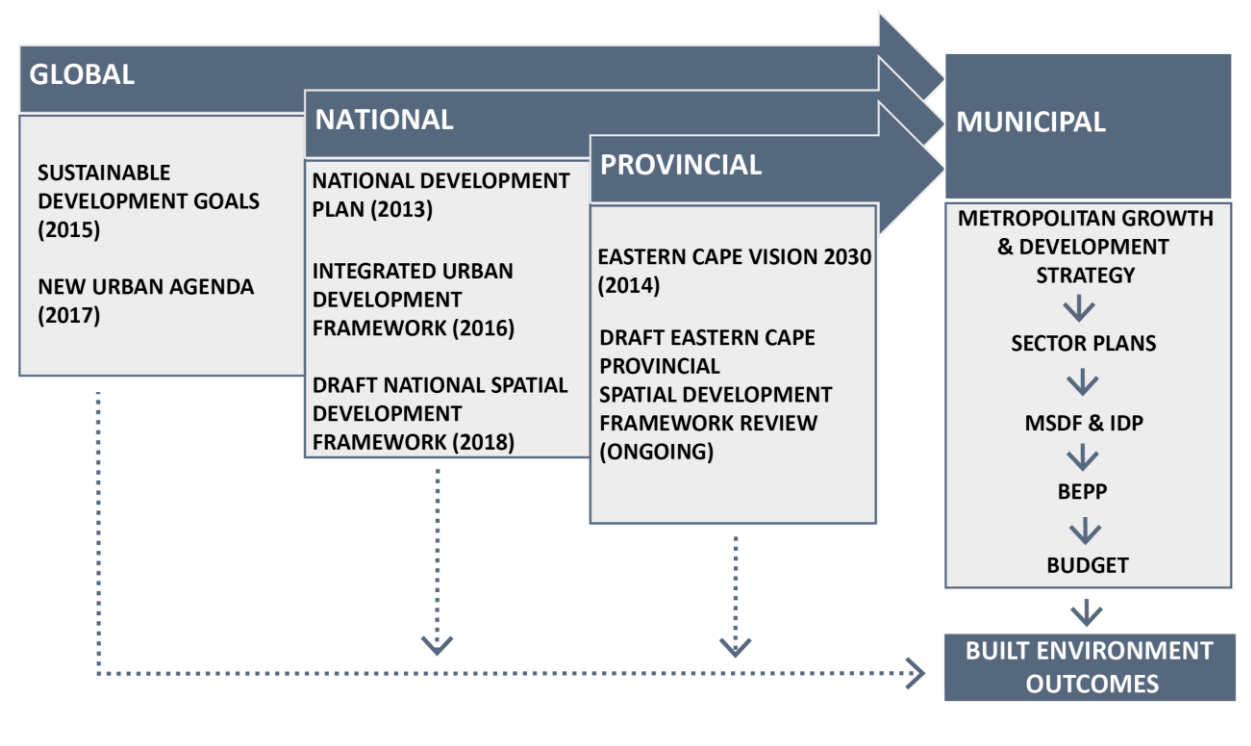 GLOBAL
SUSTAINABLE
DEVELOPMENT GOALS
(2015)
NEW URBAN AGENDA
(2017)
NATIONAL
NATIONAL DEVELOPMENT
PLAN (2013)
INTEGRATED URBAN
DEVELOPMENT
FRAMEWORK (2016)
DRAFT NATIONAL SPATIAL
DEVELOPMENT
FRAMEWORK (2018)
PROVINCIAL
EASTERN CAPE VISION 2030
(2014)
DRAFT EASTERN CAPE
PROVINCIAL
SPATIAL DEVELOPMENT
FRAMEWORK REVIEW
(ONGOING)
MUNICIPAL
METROPOLITAN GROWTH
& DEVELOPMENT
STRATEGY
SECTOR PLANS
MSDF & IDP
BEPP
BUDGET
BUILT ENVIRONMENT
OUTCOMES